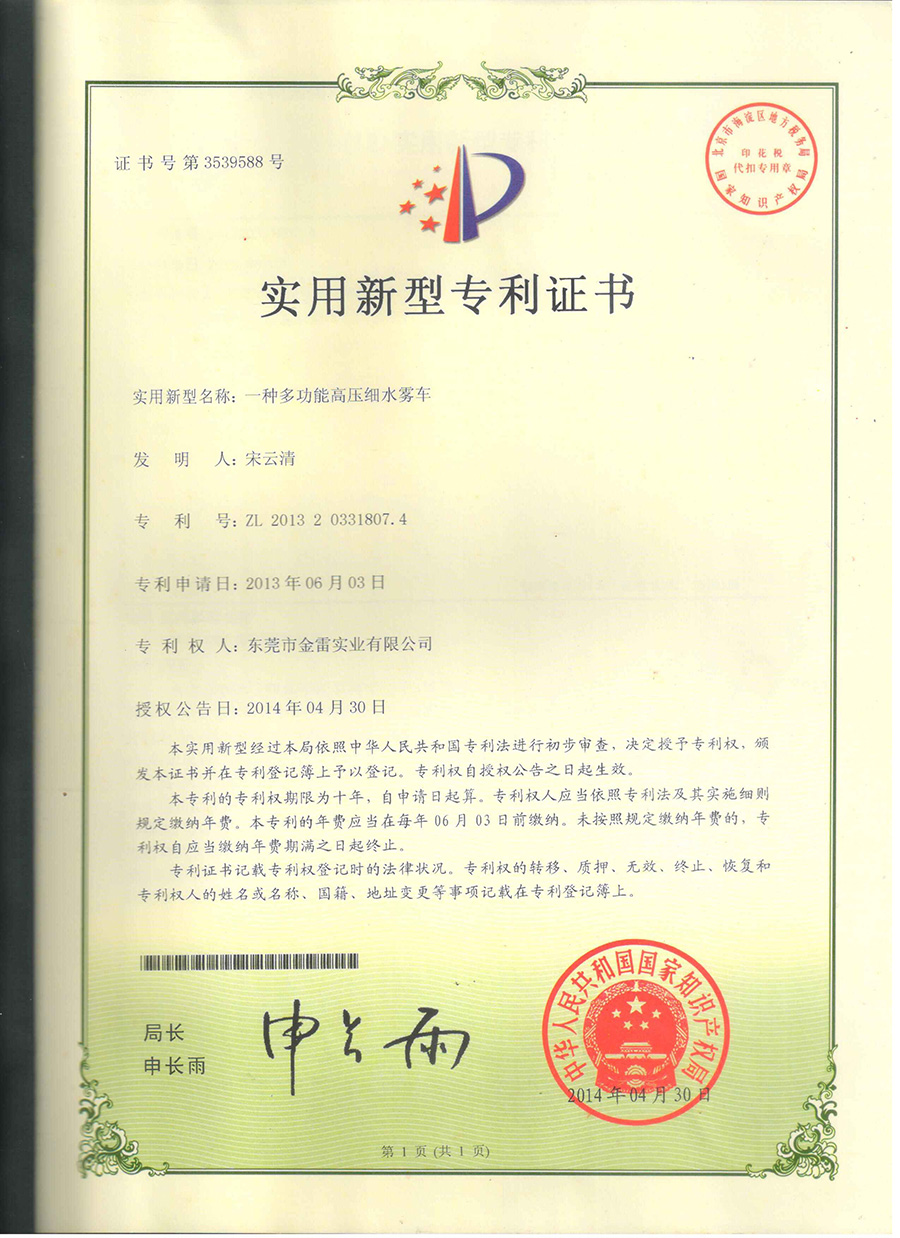 证书号第3539588号
北京市海淀区地方税务局
印花税
代扣专用章
国家知识产权局
实用新型专利证书
实用新型名称：一种多功能高压细水雾车
发明人：宋云清
专利号：ZL 2013 2 0331807.4
专利申请日：2013年06月03日
专利权人：东莞市金雷实业有限公司
授权公告日：2014年04月30日
本实用新型经过本局依照中华人民共和国专利法进行初步审查，决定授予专利权，颁
发本证书并在专利登记簿上予以登记。专利权自授权公告之日起生效。
本专利的专利权期限为十年，自申请日起算。专利权人应当依照专利法及其实施细则
规定缴纳年费。本专利的年费应当在每年06月03日前缴纳。未按照规定缴纳年费的，专
利权自应当缴纳年费期满之日起终止。
专利证书记载专利权登记时的法律状况。专利权的转移、质押、无效、终止、恢复和
专利权人的姓名或名称、国籍、地址变更等事项记载在专利登记簿上。
局长
申长雨
申长雨
中华人民共和国国家知识产权局
2014年04月30日
第1页(共1页)